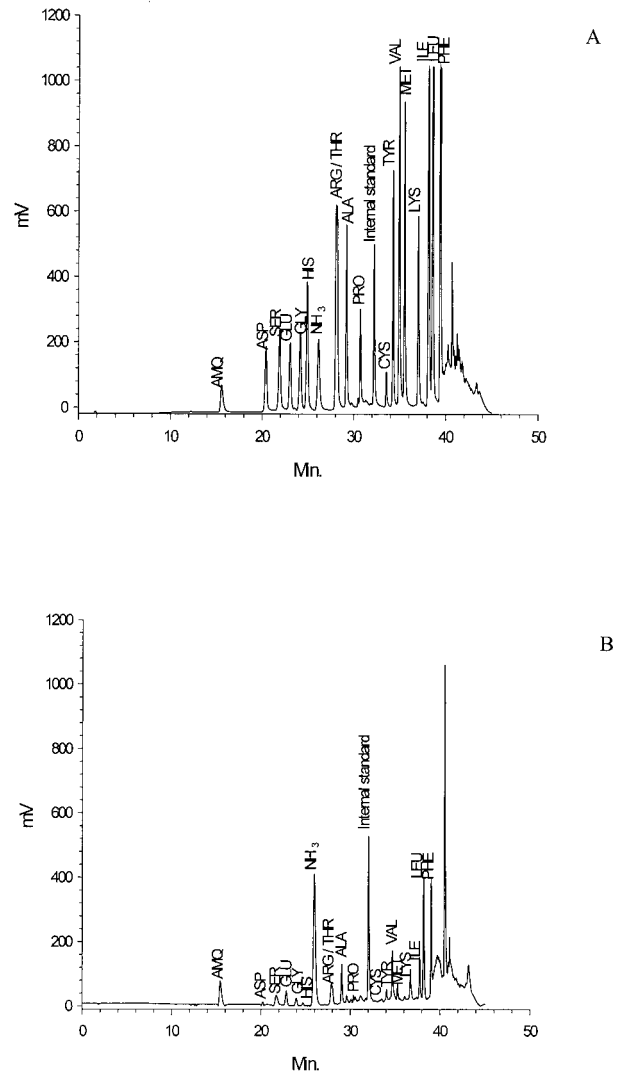 A
1200
1000
800
600
400
200
0
mV
AMQ
ASP
SER
GLU
GLY
HIS
NH3
ARG / THR
ALA
PRO
Internal standard
CYS
TYR
VAL
MET
LYS
ILE
LEU
PHE
0 10 20 30 40 50
Min.
B
1200
1000
800
600
400
200
0
mV
AMQ
ASP
SER
GLU
GLY
HIS
NH3
ARG / THR
ALA
PRO
Internal standard
CYS
TYR
VAL
MET
LYS
ILE
LEU
PHE
0 10 20 30 40 50
Min.